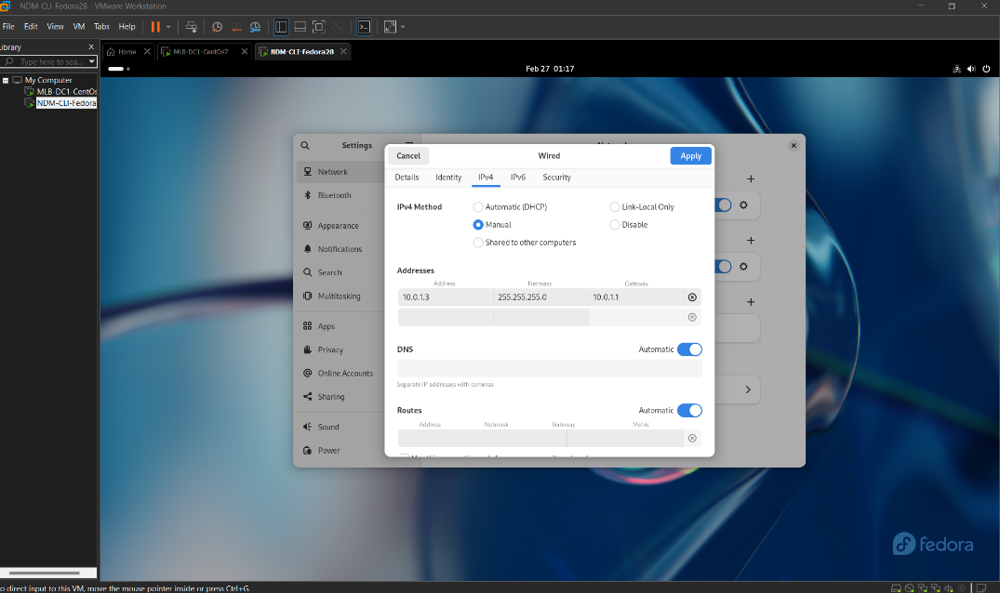 NDM-CLI-Fedora28 - VMware Workstation
File Edit View VM Tabs Help
ibrary
Type here to sea...
My Computer
MLB-DC1-CentOs
NDM-CLI-Fedora
Home
MLB-DC1-CentOs7
NDM-CLI-Fedora28
Feb 27 01:17
Settings
Network
Bluetooth
Appearance
Notifications
Search
Multitasking
Apps
Privacy
Online Accounts
Sharing
Sound
Power
Cancel
Wired
Apply
Details Identity IPv4 IPv6 Security
IPv4 Method
Automatic (DHCP)
Link-Local Only
Manual
Disable
Shared to other computers
Addresses
Address Netmask Gateway
10.0.1.3 255.255.255.0 10.0.1.1
DNS
Automatic
Separate IP addresses with commas
Routes
Automatic
Address Netmask Gateway Metric
fedora
o direct input to this VM, move the mouse pointer inside or press Ctrl+G.